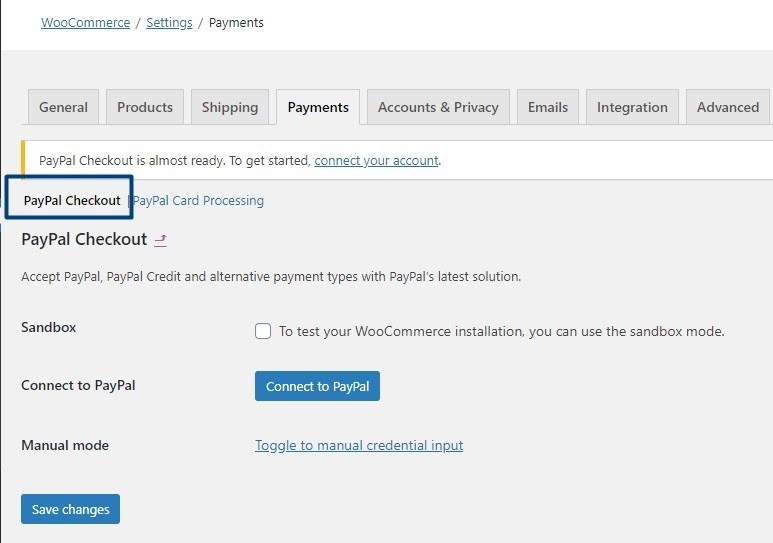 WooCommerce / Settings / Payments
General Products Shipping Payments Accounts & Privacy Emails Integration Advanced
PayPal Checkout is almost ready. To get started, connect your account.
PayPal Checkout | PayPal Card Processing
PayPal Checkout
Accept PayPal, PayPal Credit and alternative payment types with PayPal's latest solution.
Sandbox To test your WooCommerce installation, you can use the sandbox mode.
Connect to PayPal Connect to PayPal
Manual mode Toggle to manual credential input
Save changes